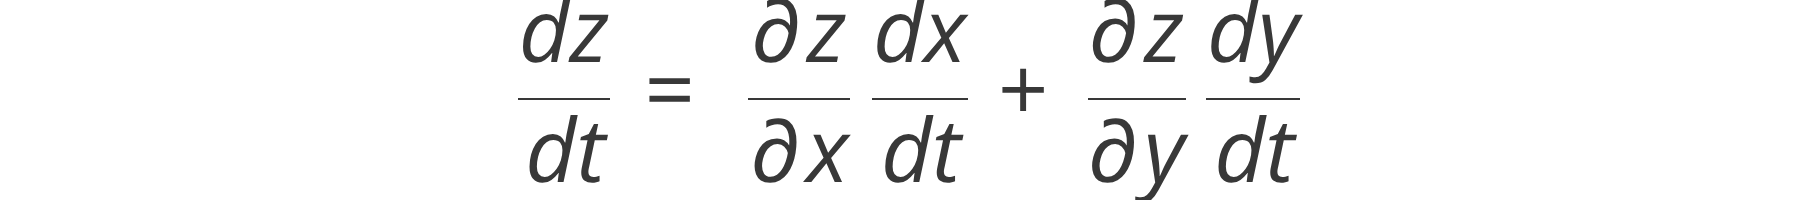 dz/dt = ∂z/∂x dx/dt + ∂z/∂y dy/dt